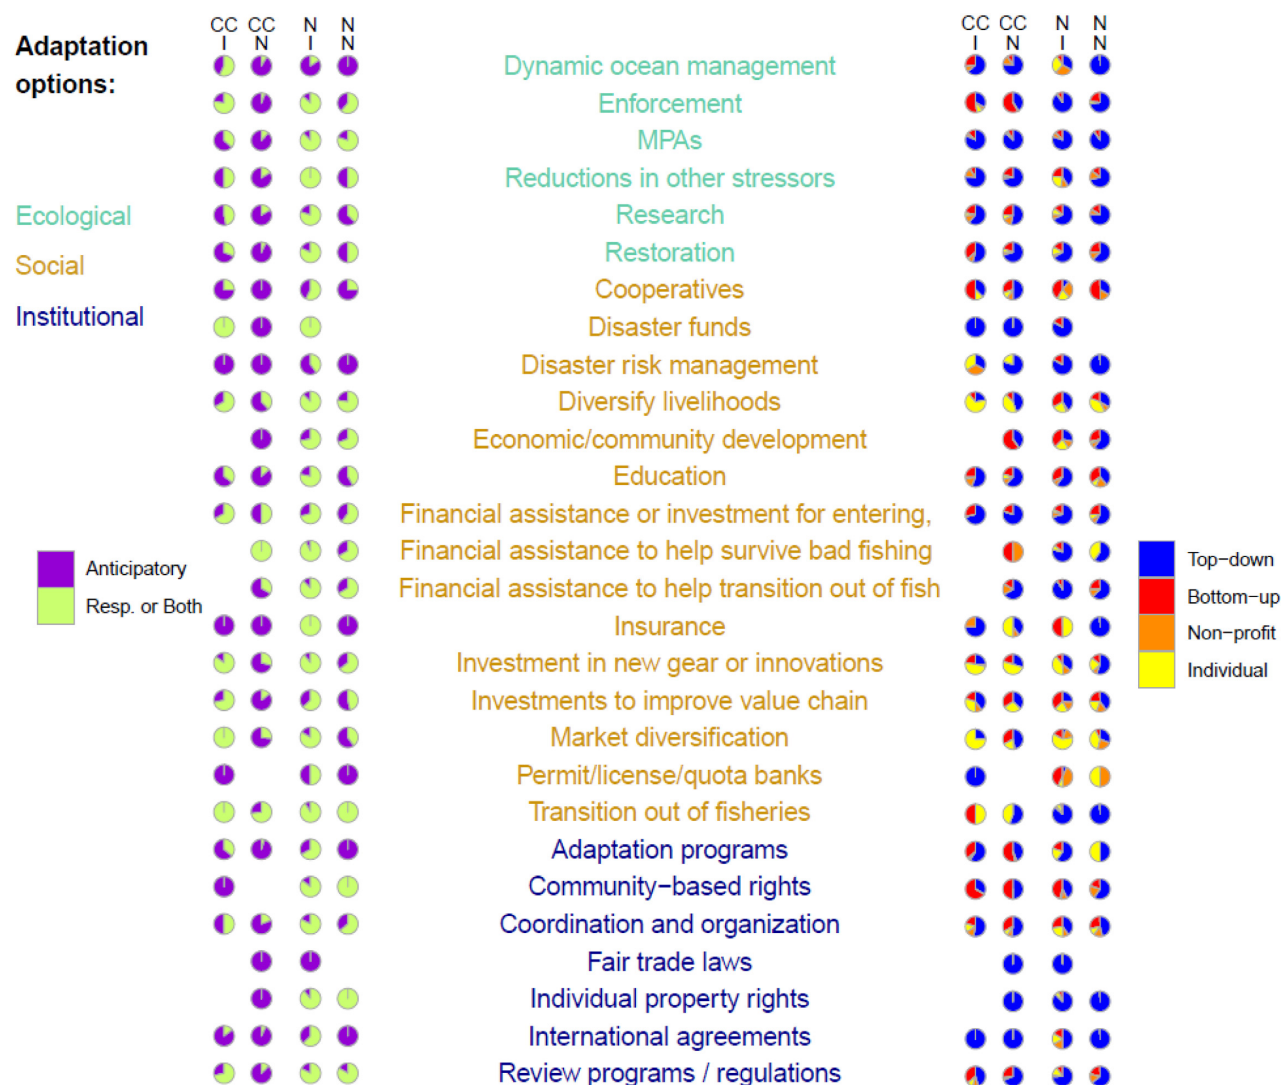 CC CC N N CC CC N N
I N I N I N I N
Adaptation
options:
Dynamic ocean management
Enforcement
MPAs
Reductions in other stressors
Ecological
Research
Social
Restoration
Cooperatives
Institutional
Disaster funds
Disaster risk management
Diversify livelihoods
Economic/community development
Education
Financial assistance or investment for entering,
Financial assistance to help survive bad fishing
Anticipatory
Top-down
Financial assistance to help transition out of fish
Resp. or Both
Bottom-up
Insurance
Non-profit
Investment in new gear or innovations
Individual
Investments to improve value chain
Market diversification
Permit/license/quota banks
Transition out of fisheries
Adaptation programs
Community-based rights
Coordination and organization
Fair trade laws
Individual property rights
International agreements
Review programs / regulations